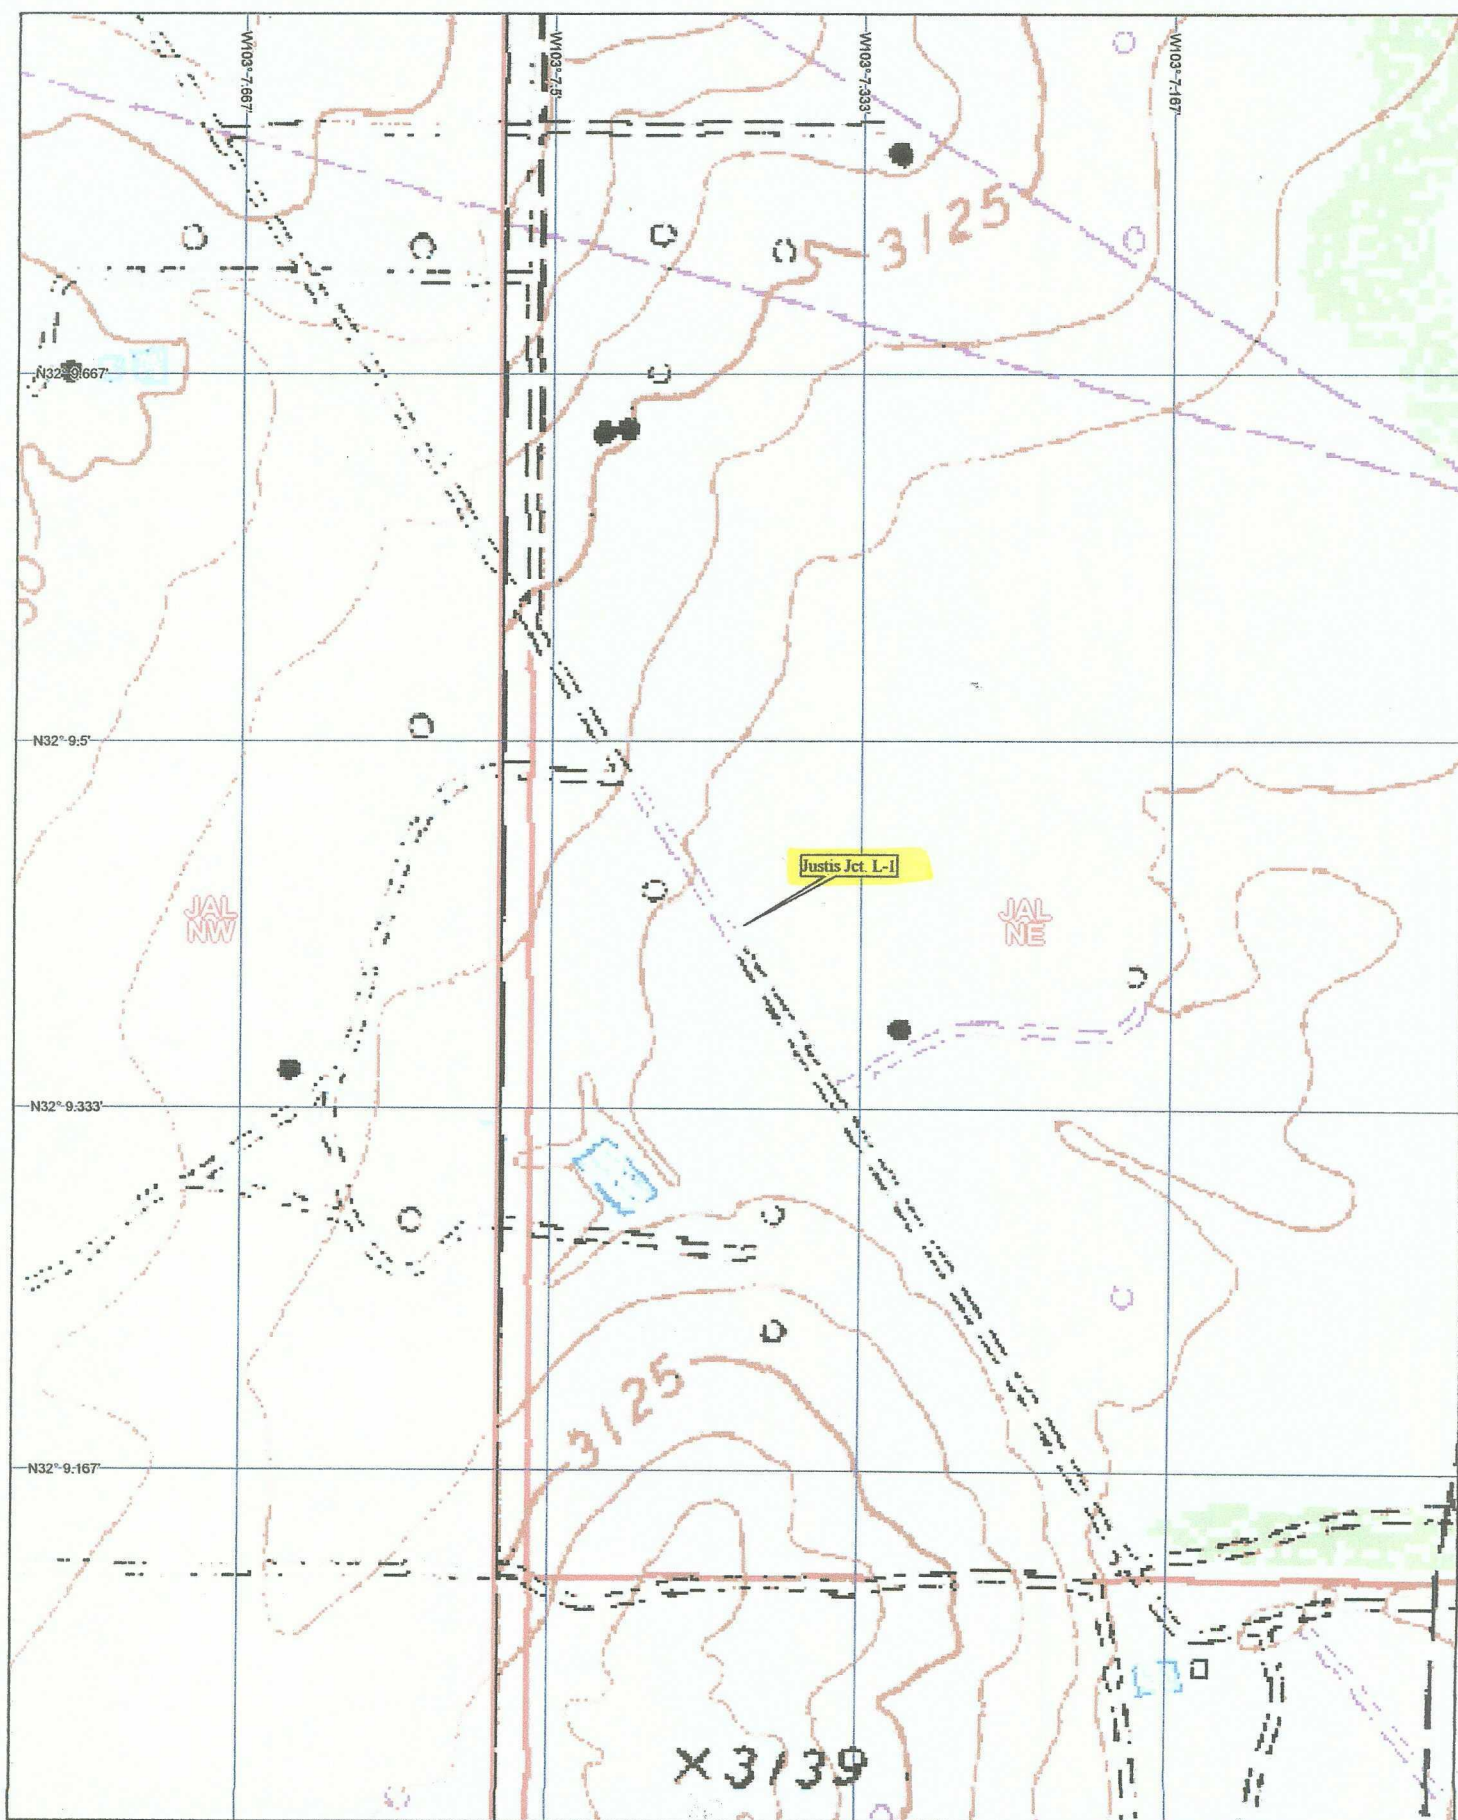 W103° 7.667'
W103° 7.5'
W103° 7.333'
W103° 7.167'
3125
N32° 9.667'
N32° 9.5'
Justis Jct. L-1
JAL
NW
JAL
NE
N32° 9.333'
3125
N32° 9.167'
X3139